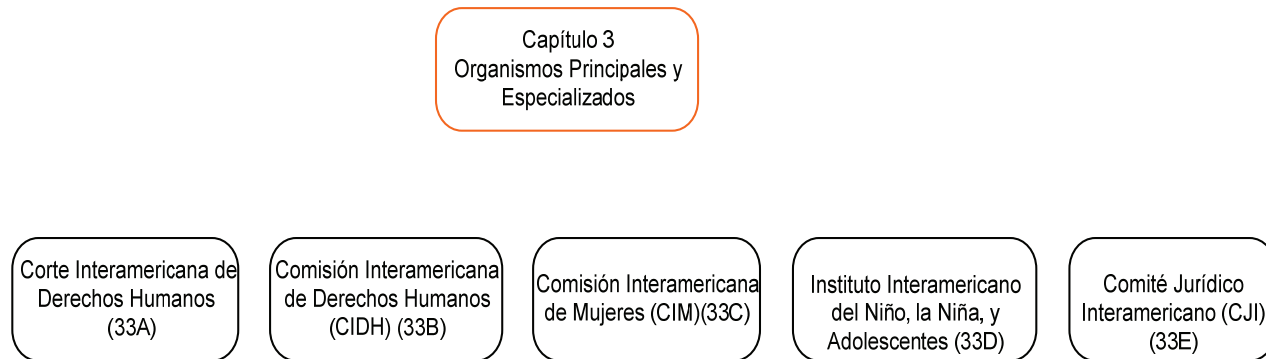 Capítulo 3
Organismos Principales y
Especializados
Corte Interamericana de
Derechos Humanos
(33A)
Comisión Interamericana
de Derechos Humanos
(CIDH) (33B)
Comisión Interamericana
de Mujeres (CIM)(33C)
Instituto Interamericano
del Niño, la Niña, y
Adolescentes (33D)
Comité Jurídico
Interamericano (CJI)
(33E)